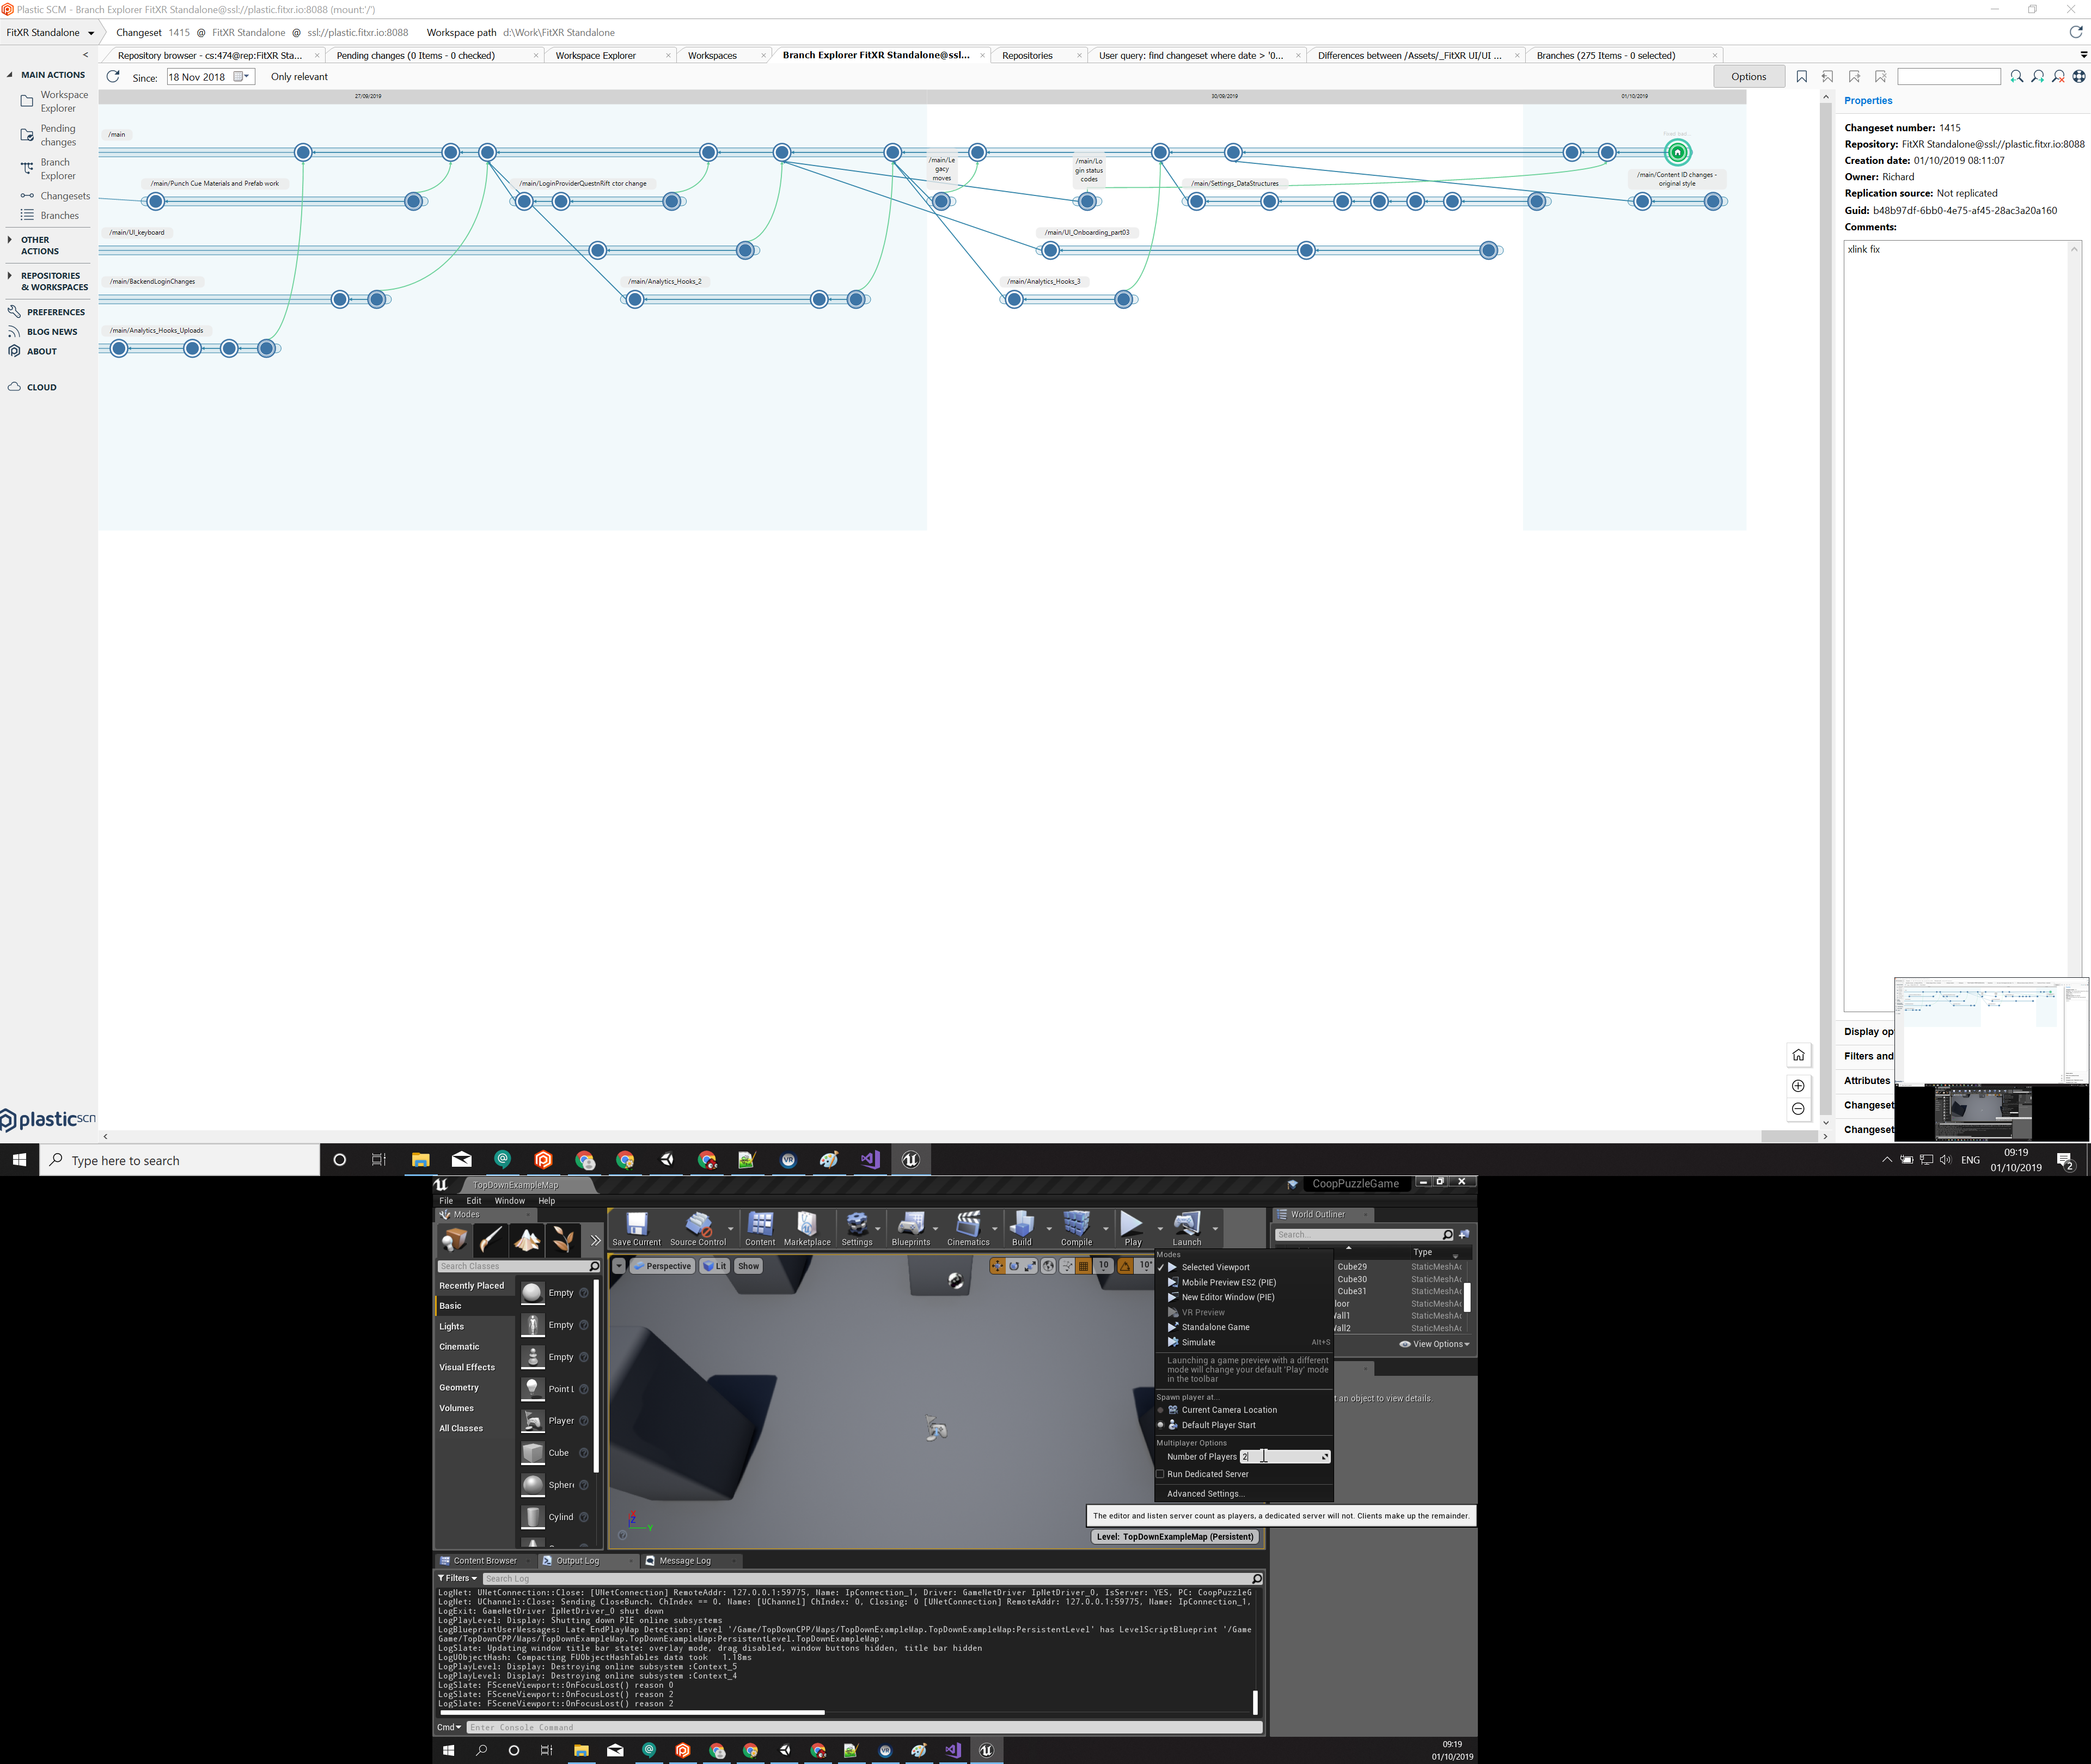 Plastic SCM - Branch Explorer FitXR Standalone@ssl://plastic.fitxr.io:8088 (mount:'/')
FitXR Standalone
Changeset 1415 @ FitXR Standalone @ ssl://plastic.fitxr.io:8088 Workspace path d:\Work\FitXR Standalone
Repository browser - cs:474@rep:FitXR Sta...
Pending changes (0 Items - 0 checked)
Workspace Explorer
Workspaces
Branch Explorer FitXR Standalone@ssl...
Repositories
User query: find changeset where date > '0...
Differences between /Assets/_FitXR UI/UI ...
Branches (275 Items - 0 selected)
MAIN ACTIONS
Workspace
Explorer
Pending
changes
Branch
Explorer
Changesets
Branches
OTHER
ACTIONS
REPOSITORIES
& WORKSPACES
PREFERENCES
BLOG NEWS
ABOUT
CLOUD
Since: 18 Nov 2018 Only relevant
Options
27/09/2019
30/09/2019
01/10/2019
/main
/main/Punch Cue Materials and Prefab work
/main/LoginProviderQuestnRift ctor change
/main/Le
gacy
moves
/main/Lo
gin status
codes
/main/Settings_DataStructures
/main/Content ID changes -
original style
/main/UI_keyboard
/main/UI_Onboarding_part03
/main/BackendLoginChanges
/main/Analytics_Hooks_2
/main/Analytics_Hooks_3
/main/Analytics_Hooks_Uploads
Properties
Changeset number: 1415
Repository: FitXR Standalone@ssl://plastic.fitxr.io:8088
Creation date: 01/10/2019 08:11:07
Owner: Richard
Replication source: Not replicated
Guid: b48b97df-6bb0-4e75-af45-28ac3a20a160
Comments:
xlink fix
Display op
Filters and
Attributes
Changeset
Changeset
plasticscm
Type here to search
ENG
09:19
01/10/2019
2
TopDownExampleMap
CoopPuzzleGame
File Edit Window Help
Modes
Search Classes
Recently Placed
Basic
Lights
Cinematic
Visual Effects
Geometry
Volumes
All Classes
Empty
Empty
Empty
Point L
Player
Cube
Spher
Cylind
Save Current
Source Control
Content
Marketplace
Settings
Blueprints
Cinematics
Build
Compile
Play
Launch
Perspective
Lit
Show
10
10°
Modes
Selected Viewport
Mobile Preview ES2 (PIE)
New Editor Window (PIE)
VR Preview
Standalone Game
Simulate Alt+S
Launching a game preview with a different
mode will change your default 'Play' mode
in the toolbar
Spawn player at...
Current Camera Location
Default Player Start
Multiplayer Options
Number of Players 2
Run Dedicated Server
Advanced Settings...
The editor and listen server count as players, a dedicated server will not. Clients make up the remainder.
Level: TopDownExampleMap (Persistent)
World Outliner
Search...
Type
Cube29 StaticMeshAc
Cube30 StaticMeshAc
Cube31 StaticMeshAc
loor StaticMeshAc
Wall1 StaticMeshAc
Wall2 StaticMeshAc
View Options
t an object to view details.
Content Browser
Output Log
Message Log
Filters
Search Log
LogNet: UNetConnection::Close: [UNetConnection] RemoteAddr: 127.0.0.1:59775, Name: IpConnection_1, Driver: GameNetDriver IpNetDriver_0, IsServer: YES, PC: CoopPuzzleG
LogNet: UChannel::Close: Sending CloseBunch. ChIndex == 0. Name: [UChannel] ChIndex: 0, Closing: 0 [UNetConnection] RemoteAddr: 127.0.0.1:59775, Name: IpConnection_1,
LogExit: GameNetDriver IpNetDriver_0 shut down
LogPlayLevel: Display: Shutting down PIE online subsystems
LogBlueprintUserMessages: Late EndPlayMap Detection: Level '/Game/TopDownCPP/Maps/TopDownExampleMap.TopDownExampleMap:PersistentLevel' has LevelScriptBlueprint '/Game
Game/TopDownCPP/Maps/TopDownExampleMap.TopDownExampleMap:PersistentLevel.TopDownExampleMap'
LogSlate: Updating window title bar state: overlay mode, drag disabled, window buttons hidden, title bar hidden
LogUObjectHash: Compacting FUObjectHashTables data took 1.18ms
LogPlayLevel: Display: Destroying online subsystem :Context_5
LogPlayLevel: Display: Destroying online subsystem :Context_4
LogSlate: FSceneViewport::OnFocusLost() reason 0
LogSlate: FSceneViewport::OnFocusLost() reason 2
LogSlate: FSceneViewport::OnFocusLost() reason 2
Cmd
Enter Console Command
09:19
01/10/2019